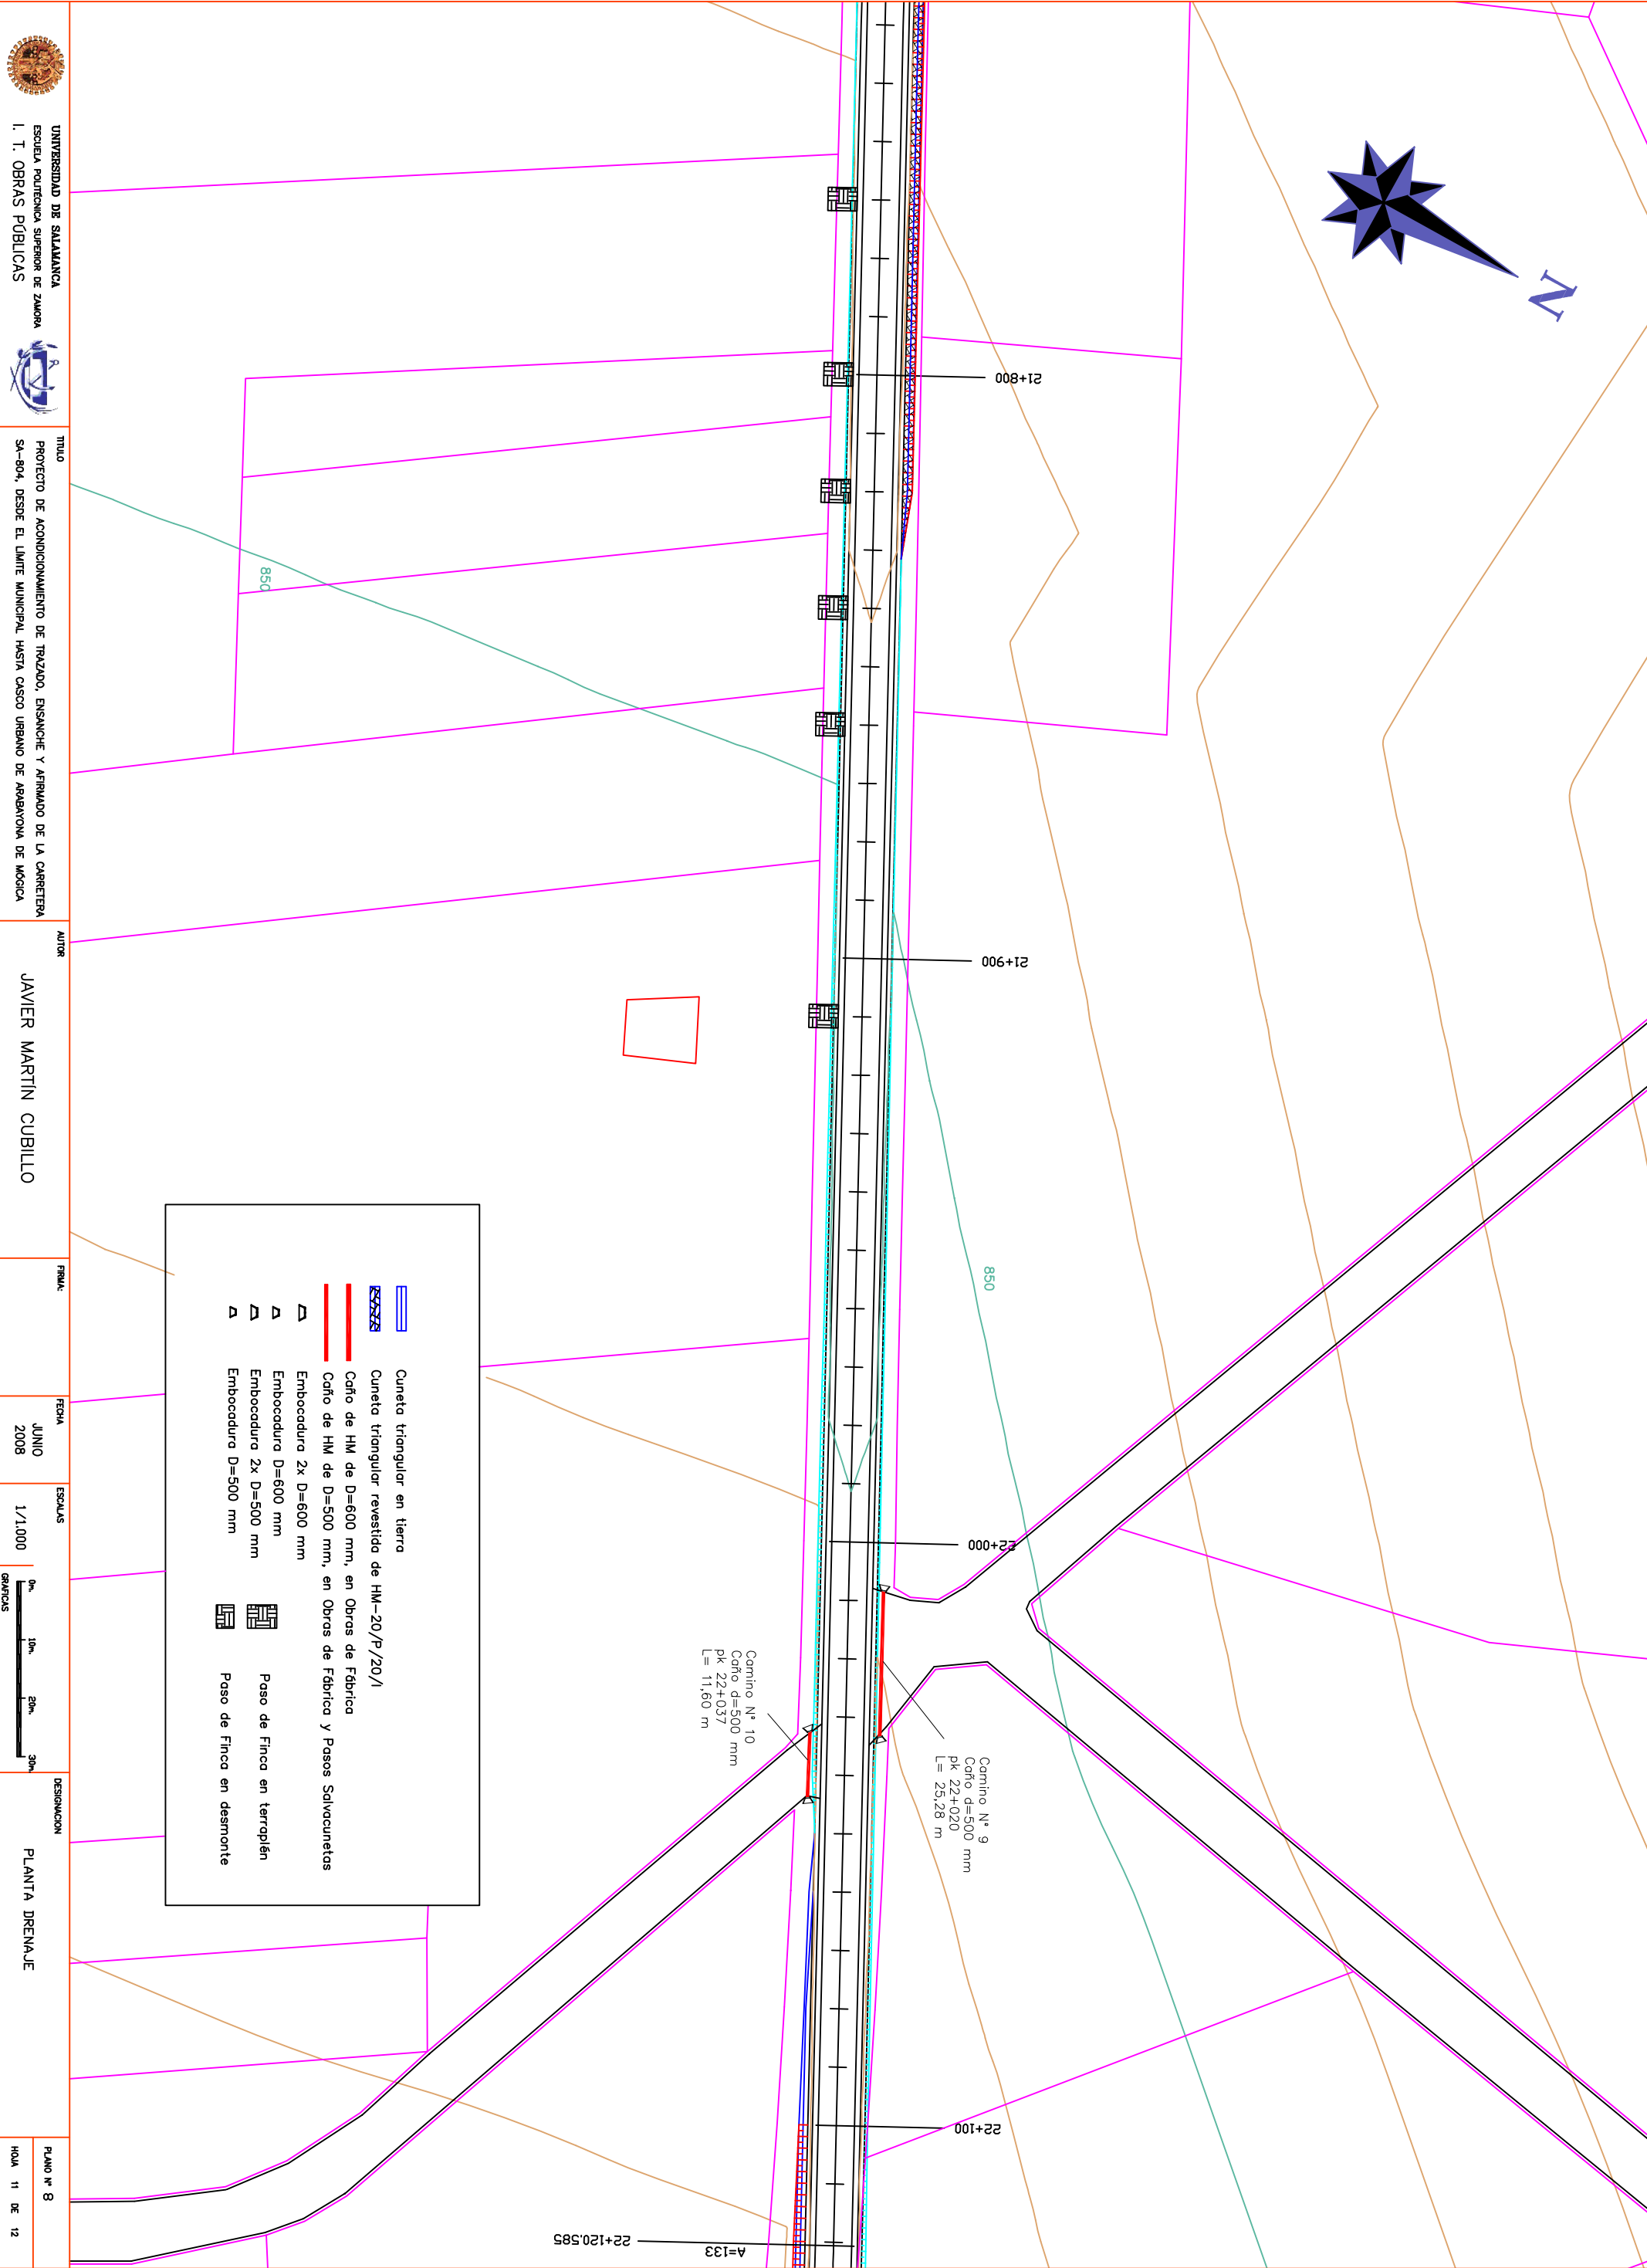 N
21+800
21+900
22+000
22+100
22+120.585
A=133
850
850
Camino N° 9
Caño d=500 mm
pk 22+020
L= 25,28 m
Camino N° 10
Caño d=500 mm
pk 22+037
L= 11,60 m
Cuneta triangular en tierra
Cuneta triangular revestida de HM-20/P/20/I
Caño de HM de D=600 mm, en Obras de Fábrica
Caño de HM de D=500 mm, en Obras de Fábrica y Pasos Salvacunetas
Embocadura 2x D=600 mm
Embocadura D=600 mm
Embocadura 2x D=500 mm
Embocadura D=500 mm
Paso de Finca en terraplén
Paso de Finca en desmonte
UNIVERSIDAD DE SALAMANCA
ESCUELA POLITÉCNICA SUPERIOR DE ZAMORA
I. T. OBRAS PÚBLICAS
TITULO
PROYECTO DE ACONDICIONAMIENTO DE TRAZADO, ENSANCHE Y AFIRMADO DE LA CARRETERA
SA-804, DESDE EL LÍMITE MUNICIPAL HASTA CASCO URBANO DE ARABAYONA DE MÓGICA
AUTOR
JAVIER MARTÍN CUBILLO
FIRMA:
FECHA
JUNIO
2008
ESCALAS
1/1.000
0m. 10m. 20m. 30m.
GRAFICAS
DESIGNACION
PLANTA DRENAJE
PLANO Nº 8
HOJA 11 DE 12